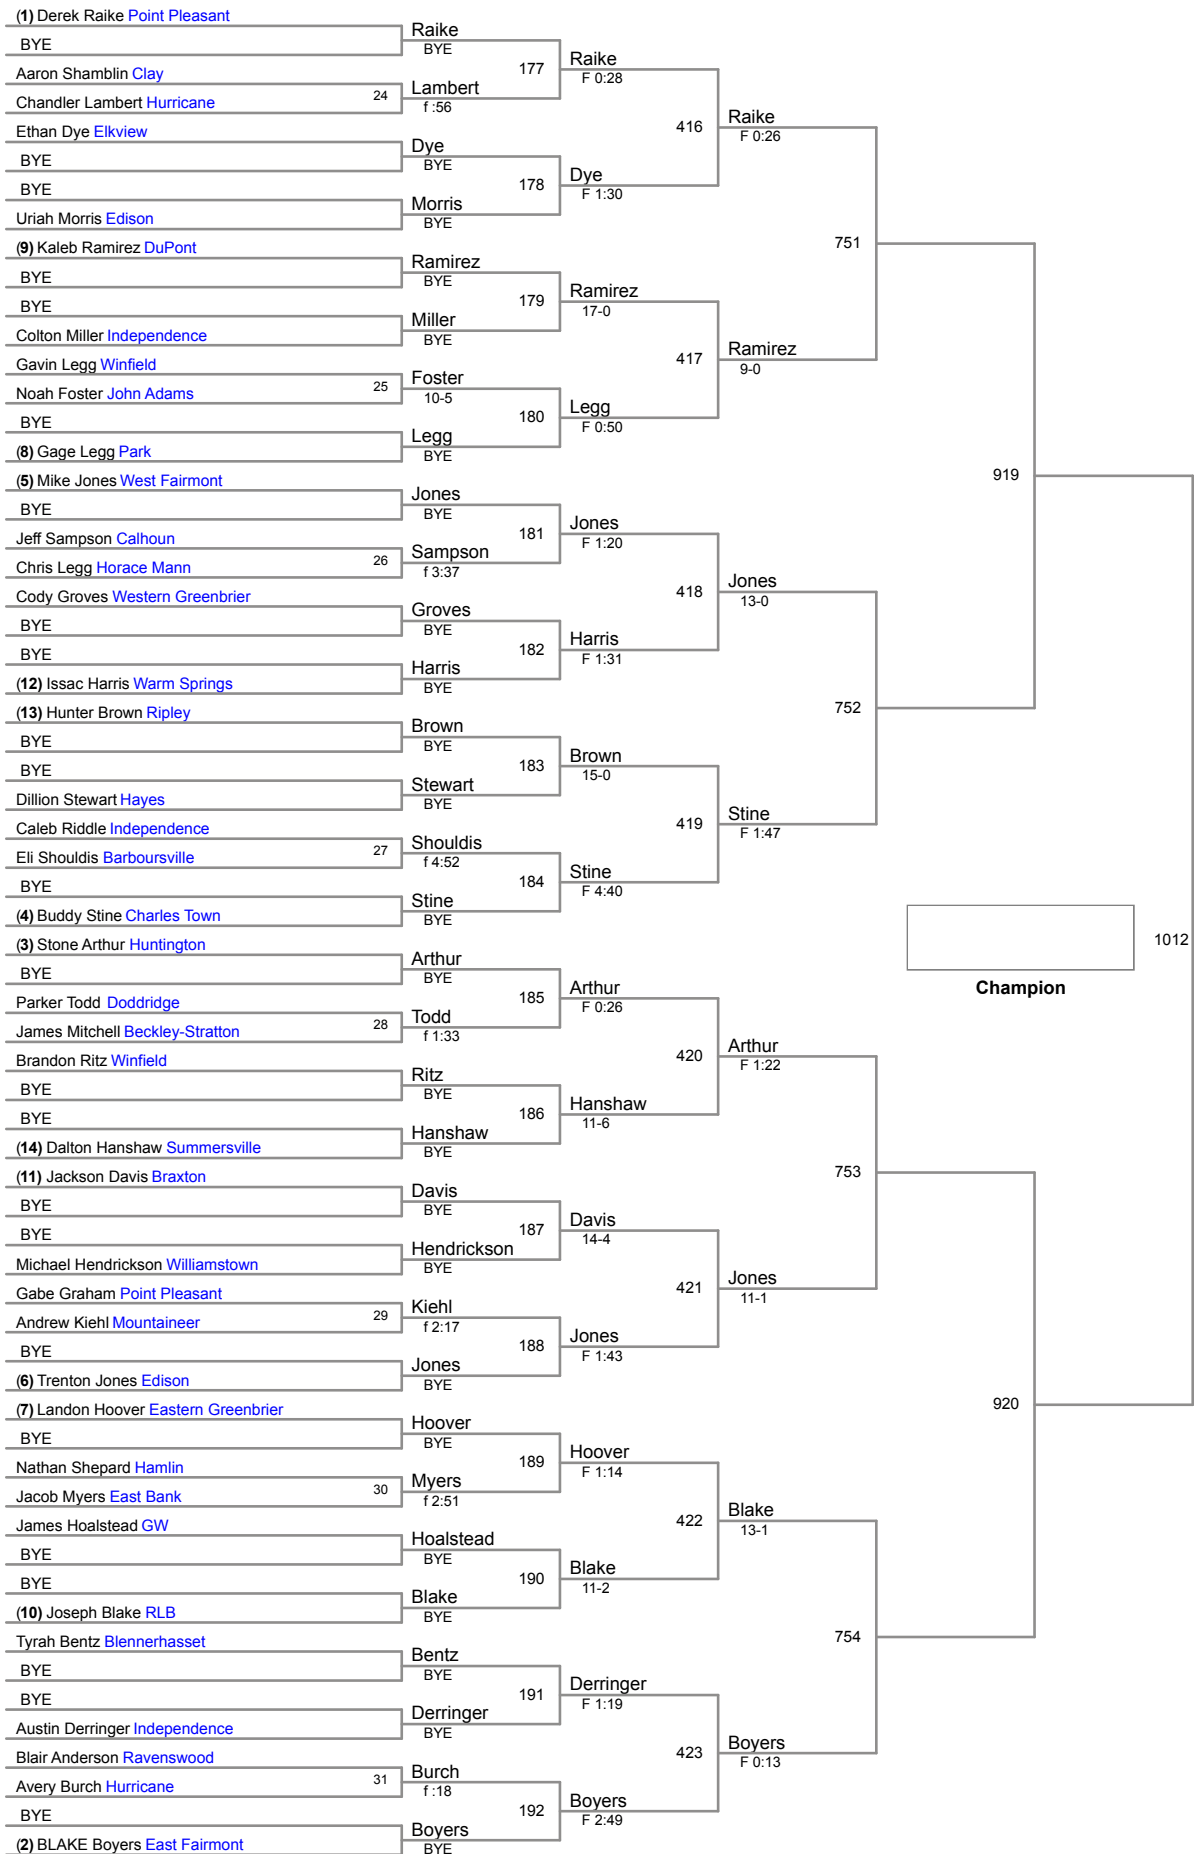 (1) Derek Raike Point Pleasant
BYE
Aaron Shamblin Clay
Chandler Lambert Hurricane
Ethan Dye Elkview
BYE
BYE
Uriah Morris Edison
(9) Kaleb Ramirez DuPont
BYE
BYE
Colton Miller Independence
Gavin Legg Winfield
Noah Foster John Adams
BYE
(8) Gage Legg Park
(5) Mike Jones West Fairmont
BYE
Jeff Sampson Calhoun
Chris Legg Horace Mann
Cody Groves Western Greenbrier
BYE
BYE
(12) Issac Harris Warm Springs
(13) Hunter Brown Ripley
BYE
BYE
Dillion Stewart Hayes
Caleb Riddle Independence
Eli Shouldis Barboursville
BYE
(4) Buddy Stine Charles Town
(3) Stone Arthur Huntington
BYE
Parker Todd Doddridge
James Mitchell Beckley-Stratton
Brandon Ritz Winfield
BYE
BYE
(14) Dalton Hanshaw Summersville
(11) Jackson Davis Braxton
BYE
BYE
Michael Hendrickson Williamstown
Gabe Graham Point Pleasant
Andrew Kiehl Mountaineer
BYE
(6) Trenton Jones Edison
(7) Landon Hoover Eastern Greenbrier
BYE
Nathan Shepard Hamlin
Jacob Myers East Bank
James Hoalstead GW
BYE
BYE
(10) Joseph Blake RLB
Tyrah Bentz Blennerhasset
BYE
BYE
Austin Derringer Independence
Blair Anderson Ravenswood
Avery Burch Hurricane
BYE
(2) BLAKE Boyers East Fairmont
24
25
26
27
28
29
30
31
Raike
BYE
Lambert
f :56
Dye
BYE
Morris
BYE
Ramirez
BYE
Miller
BYE
Foster
10-5
Legg
BYE
Jones
BYE
Sampson
f 3:37
Groves
BYE
Harris
BYE
Brown
BYE
Stewart
BYE
Shouldis
f 4:52
Stine
BYE
Arthur
BYE
Todd
f 1:33
Ritz
BYE
Hanshaw
BYE
Davis
BYE
Hendrickson
BYE
Kiehl
f 2:17
Jones
BYE
Hoover
BYE
Myers
f 2:51
Hoalstead
BYE
Blake
BYE
Bentz
BYE
Derringer
BYE
Burch
f :18
Boyers
BYE
177
178
179
180
181
182
183
184
185
186
187
188
189
190
191
192
Raike
F 0:28
Dye
F 1:30
Ramirez
17-0
Legg
F 0:50
Jones
F 1:20
Harris
F 1:31
Brown
15-0
Stine
F 4:40
Arthur
F 0:26
Hanshaw
11-6
Davis
14-4
Jones
F 1:43
Hoover
F 1:14
Blake
11-2
Derringer
F 1:19
Boyers
F 2:49
416
417
418
419
420
421
422
423
Raike
F 0:26
Ramirez
9-0
Jones
13-0
Stine
F 1:47
Arthur
F 1:22
Jones
11-1
Blake
13-1
Boyers
F 0:13
751
752
753
754
919
920
1012
Champion